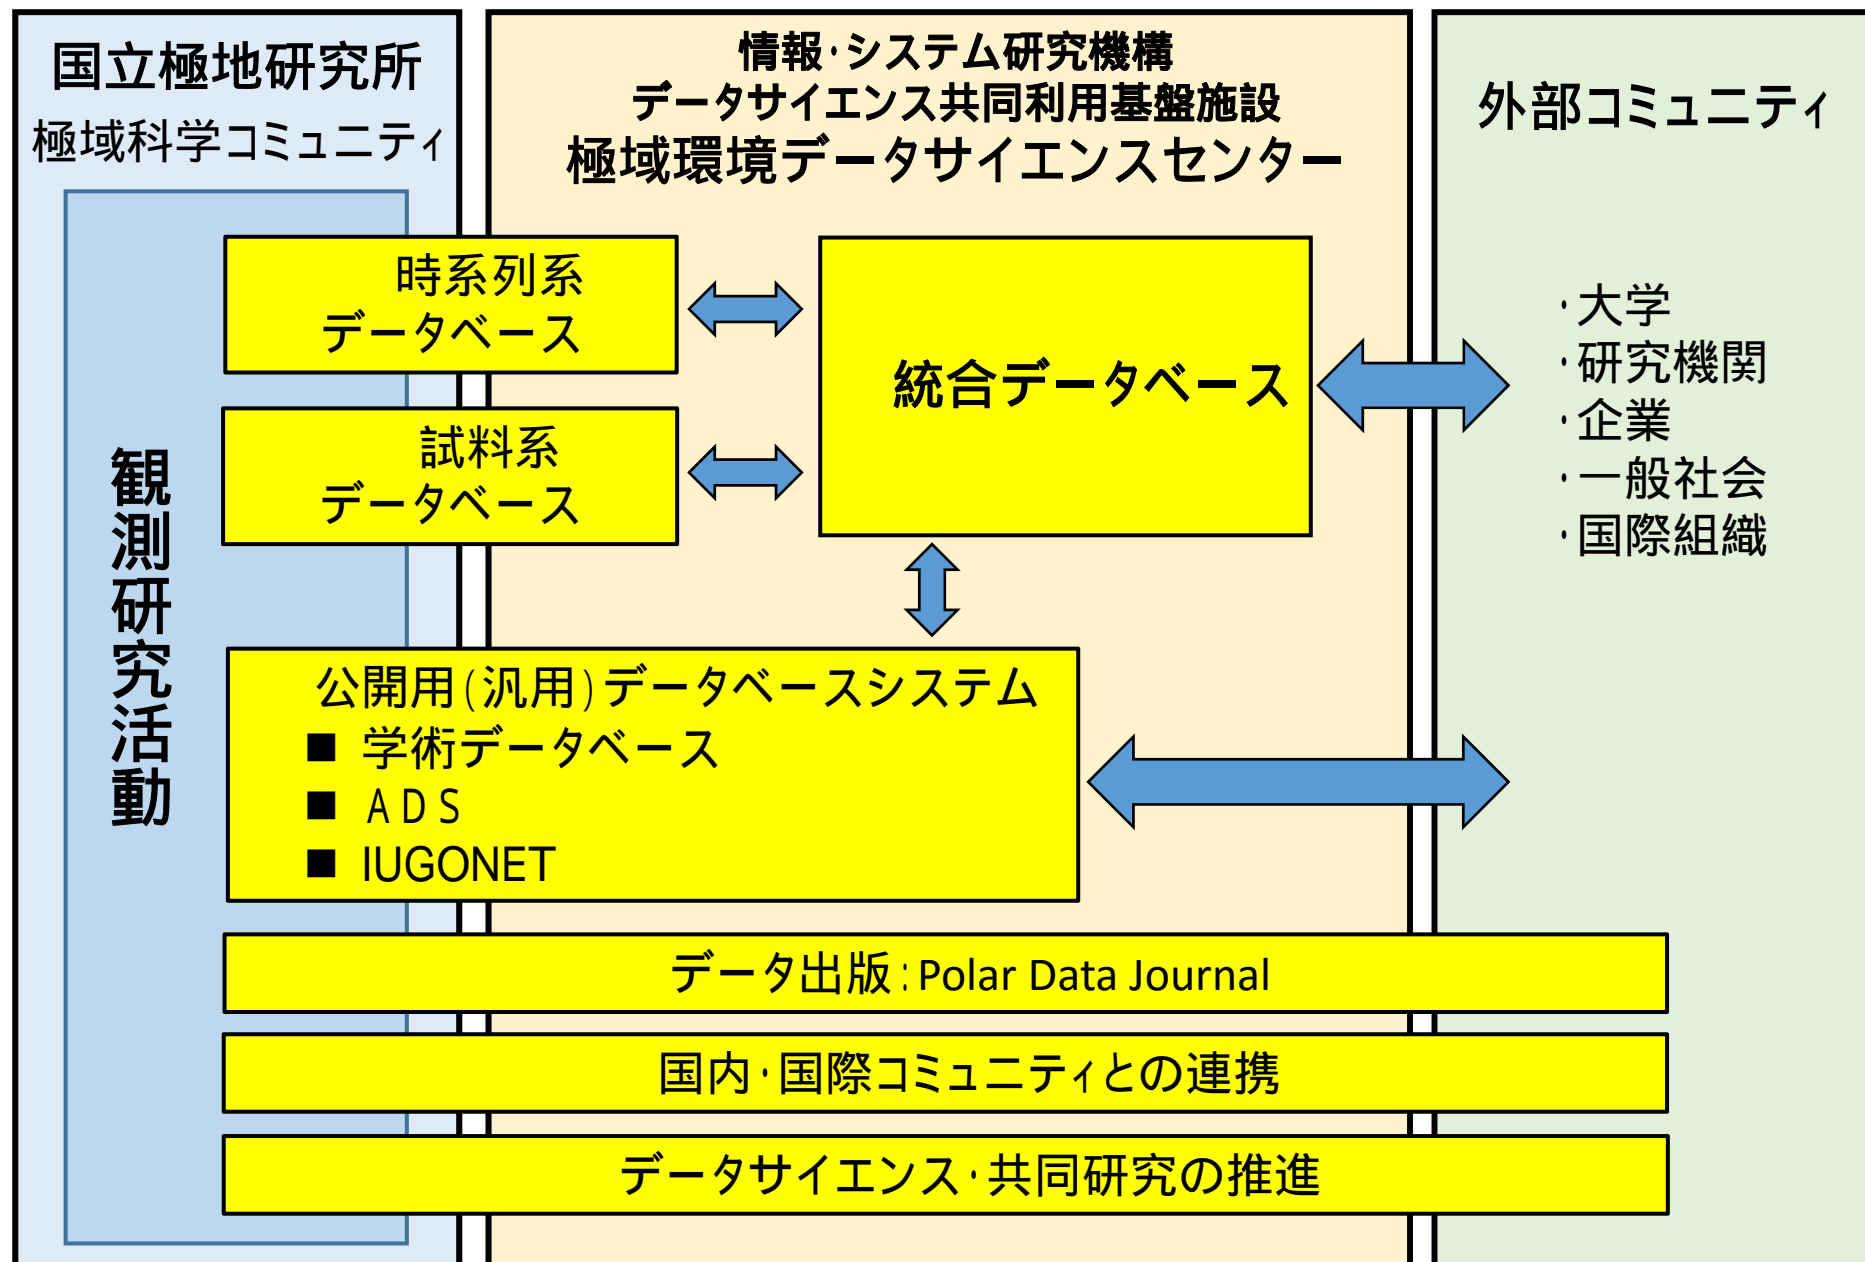 国立極地研究所
極域科学コミュニティ
観測研究活動
情報・システム研究機構
データサイエンス共同利用基盤施設
極域環境データサイエンスセンター
時系列系
データベース
試料系
データベース
統合データベース
公開用(汎用)データベースシステム
■ 学術データベース
■ ADS
■ IUGONET
外部コミュニティ
・大学
・研究機関
・企業
・一般社会
・国際組織
データ出版:Polar Data Journal
国内・国際コミュニティとの連携
データサイエンス・共同研究の推進